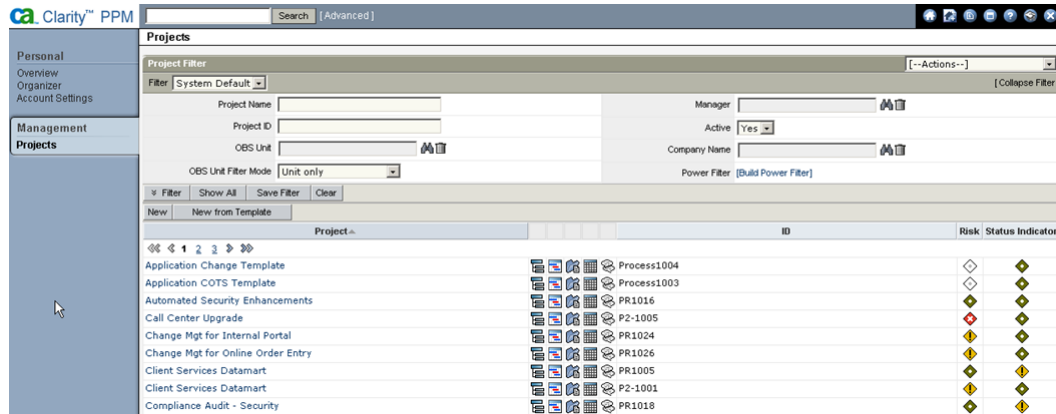 ca Clarity™ PPM Search [Advanced]
Projects
Personal
Overview
Organizer
Account Settings
Management
Projects
Project Filter [--Actions--]
Filter System Default [Collapse Filter
Project Name Manager
Project ID Active Yes
OBS Unit Company Name
OBS Unit Filter Mode Unit only Power Filter [Build Power Filter]
Filter Show All Save Filter Clear
New New from Template
Project ID Risk Status Indicator
1 2 3
Application Change Template Process1004
Application COTS Template Process1003
Automated Security Enhancements PR1016
Call Center Upgrade P2-1005
Change Mgt for Internal Portal PR1024
Change Mgt for Online Order Entry PR1026
Client Services Datamart PR1005
Client Services Datamart P2-1001
Compliance Audit - Security PR1018